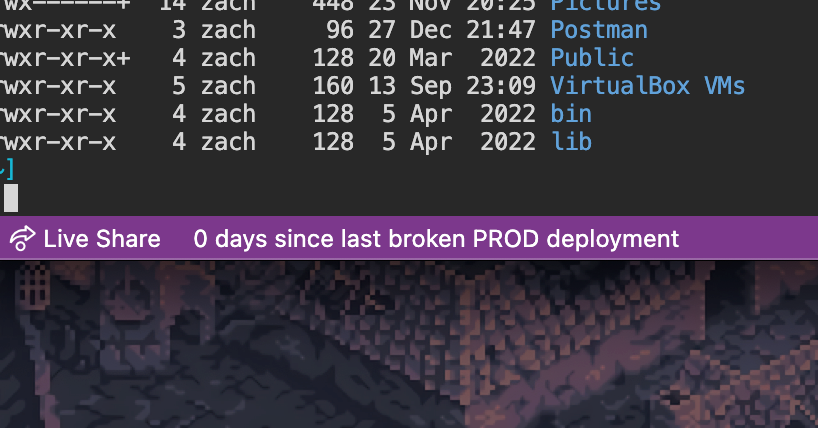 rwx------+ 14 zach 448 23 Nov 20:25 Pictures
rwxr-xr-x 3 zach 96 27 Dec 21:47 Postman
rwxr-xr-x+ 4 zach 128 20 Mar 2022 Public
rwxr-xr-x 5 zach 160 13 Sep 23:09 VirtualBox VMs
rwxr-xr-x 4 zach 128 5 Apr 2022 bin
rwxr-xr-x 4 zach 128 5 Apr 2022 lib
~]
Live Share 0 days since last broken PROD deployment